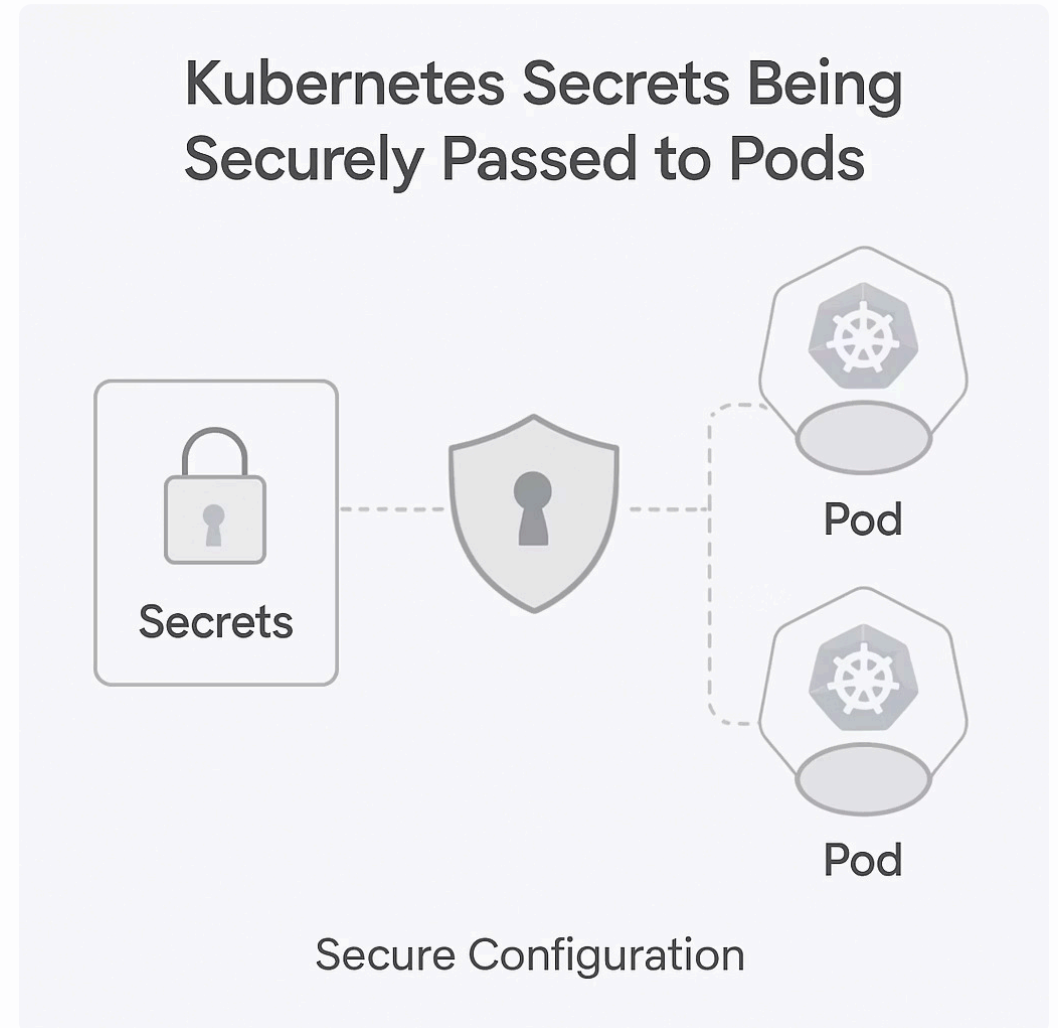 Kubernetes Secrets Being
Securely Passed to Pods
Secrets
Pod
Pod
Secure Configuration